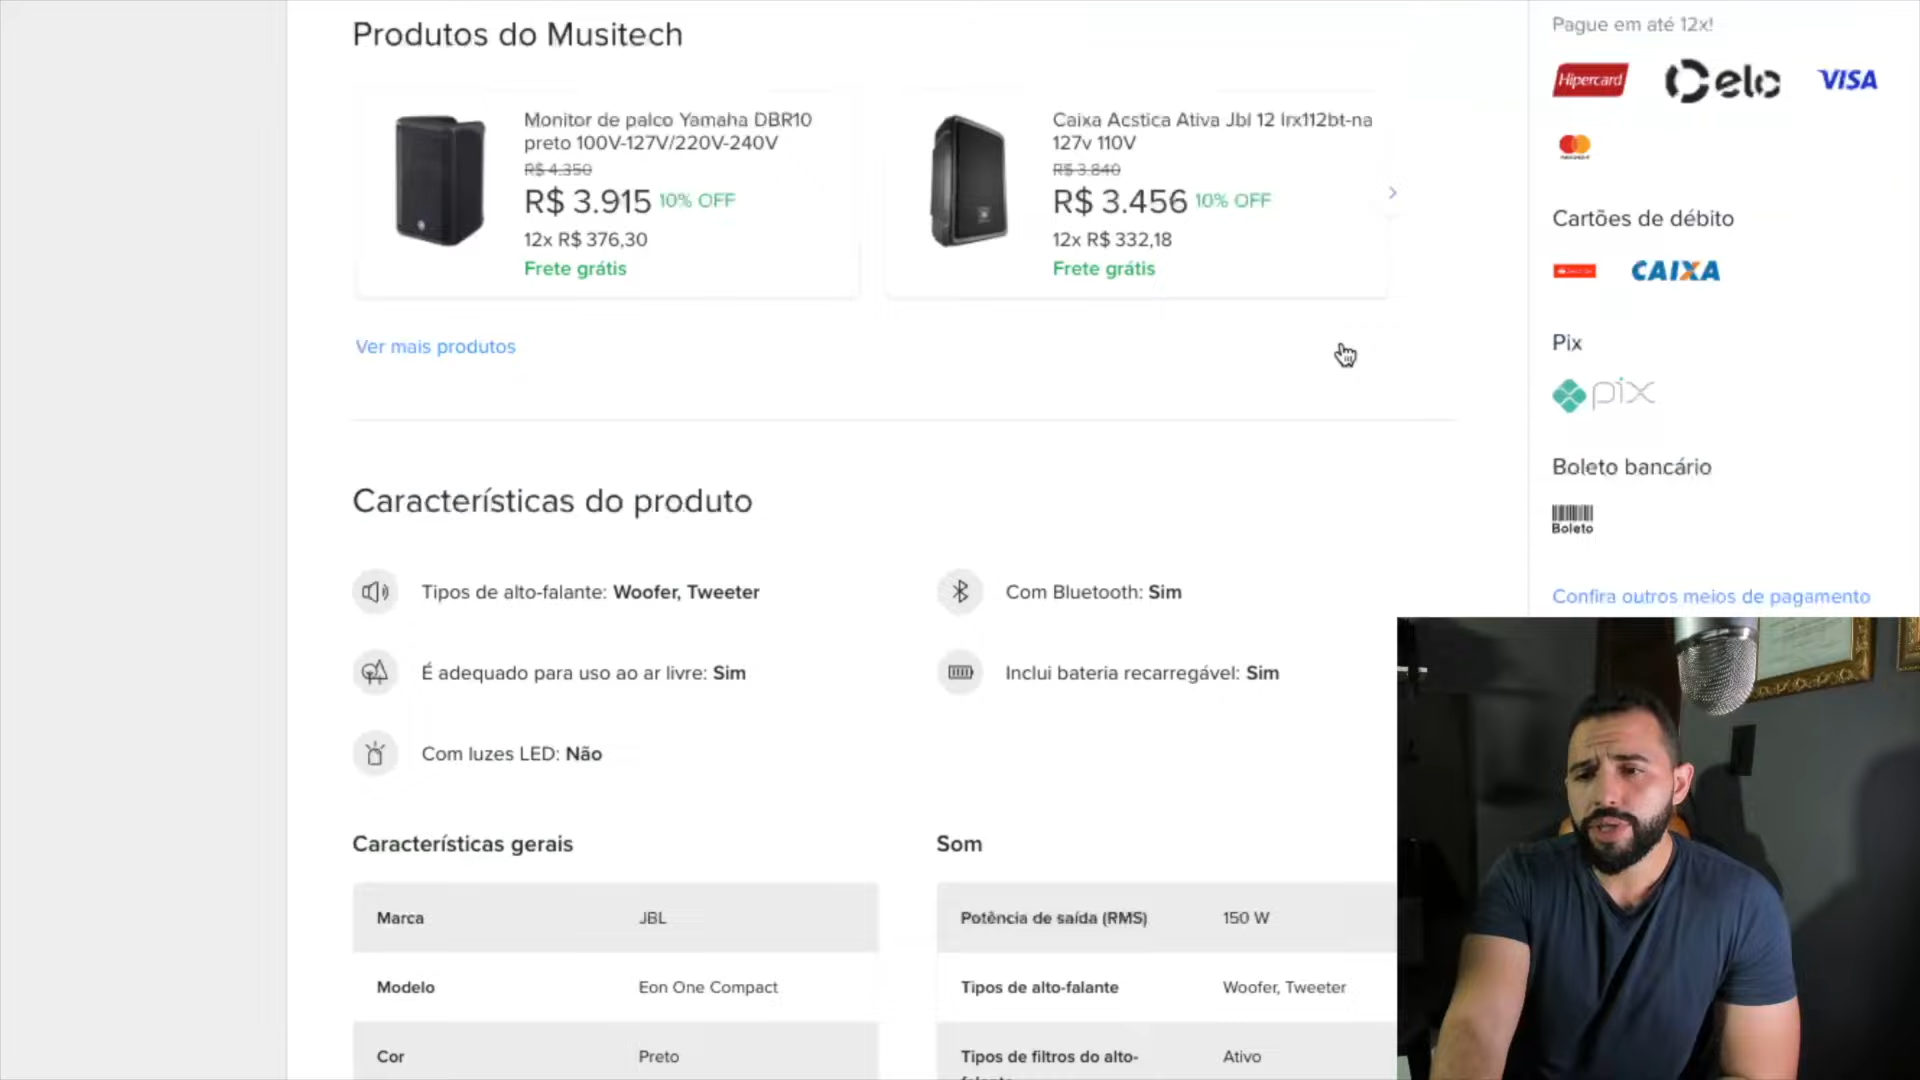 Produtos do Musitech
Monitor de palco Yamaha DBR10
preto 100V-127V/220V-240V
R$ 4.350
R$ 3.915 10% OFF
12x R$ 376,30
Frete grátis
Caixa Acstica Ativa Jbl 12 Irx112bt-na
127v 110V
R$ 3.840
R$ 3.456 10% OFF
12x R$ 332,18
Frete grátis
Ver mais produtos
Características do produto
Tipos de alto-falante: Woofer, Tweeter
Com Bluetooth: Sim
É adequado para uso ao ar livre: Sim
Inclui bateria recarregável: Sim
Com luzes LED: Não
Características gerais
Marca JBL
Modelo Eon One Compact
Cor Preto
Som
Potência de saída (RMS) 150 W
Tipos de alto-falante Woofer, Tweeter
Tipos de filtros do alto- Ativo
Pague em até 12x!
Hipercard
elo
VISA
Cartões de débito
CAIXA
Pix
pix
Boleto bancário
Boleto
Confira outros meios de pagamento